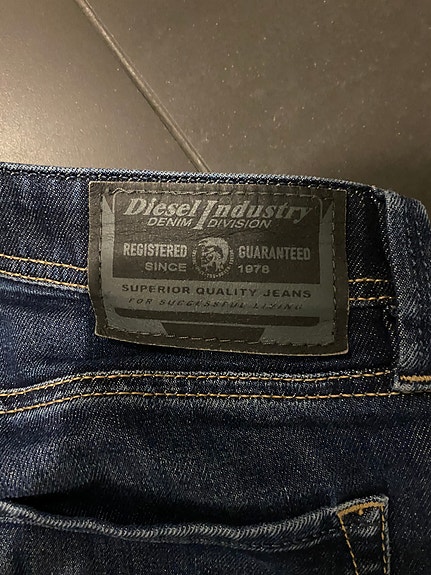 Diesel Industry
DENIM DIVISION
REGISTERED GUARANTEED
SINCE 1978
SUPERIOR QUALITY JEANS
FOR SUCCESSFUL LIVING